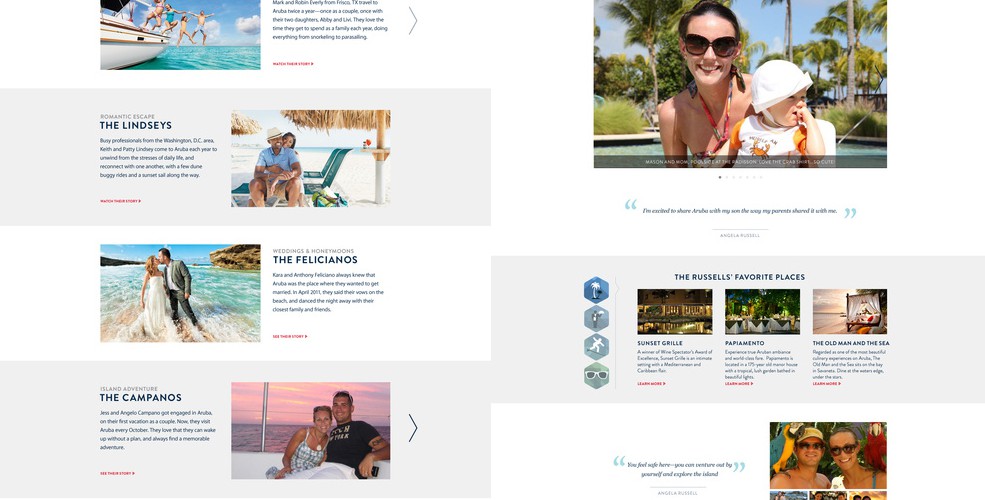 Mark and Robin Everly from Frisco, TX travel to
Aruba twice a year—once as a couple, once with
their two daughters, Abby and Livi. They love the
time they get to spend as a family each year, doing
everything from snorkeling to parasailing.
WATCH THEIR STORY
ROMANTIC ESCAPE
THE LINDSEYS
Busy professionals from the Washington, D.C. area,
Keith and Patty Lindsey come to Aruba each year to
unwind from the stresses of daily life, and
reconnect with one another, with a few dune
buggy rides and a sunset sail along the way.
WATCH THEIR STORY
WEDDINGS & HONEYMOONS
THE FELICIANOS
Kara and Anthony Feliciano always knew that
Aruba was the place where they wanted to get
married. In April 2011, they said their vows on the
beach, and danced the night away with their
closest family and friends.
SEE THEIR STORY
ISLAND ADVENTURE
THE CAMPANOS
Jess and Angelo Campano got engaged in Aruba,
on their first vacation as a couple. Now, they visit
Aruba every October. They love that they can wake
up without a plan, and always find a memorable
adventure.
SEE THEIR STORY
MASON AND MOM, POOLSIDE AT THE RADISSON. LOVE THE CRAB SHIRT...SO CUTE!
“ I'm excited to share Aruba with my son the way my parents shared it with me. ”
ANGELA RUSSELL
THE RUSSELLS' FAVORITE PLACES
SUNSET GRILLE
A winner of Wine Spectator's Award of
Excellence, Sunset Grille is an intimate
setting with a Mediterranean and
Caribbean flair.
LEARN MORE
PAPIAMENTO
Experience true Aruban ambiance
and world-class fare. Papiamento is
located in a 175-year old manor house
with a tropical, lush garden bathed in
beautiful lights.
LEARN MORE
THE OLD MAN AND THE SEA
Regarded as one of the most beautiful
culinary experiences on Aruba, The
Old Man and the Sea sits on the bay
in Savaneta. Dine at the waters edge,
under the stars.
LEARN MORE
“ You feel safe here—you can venture out by ”
yourself and explore the island
ANGELA RUSSELL